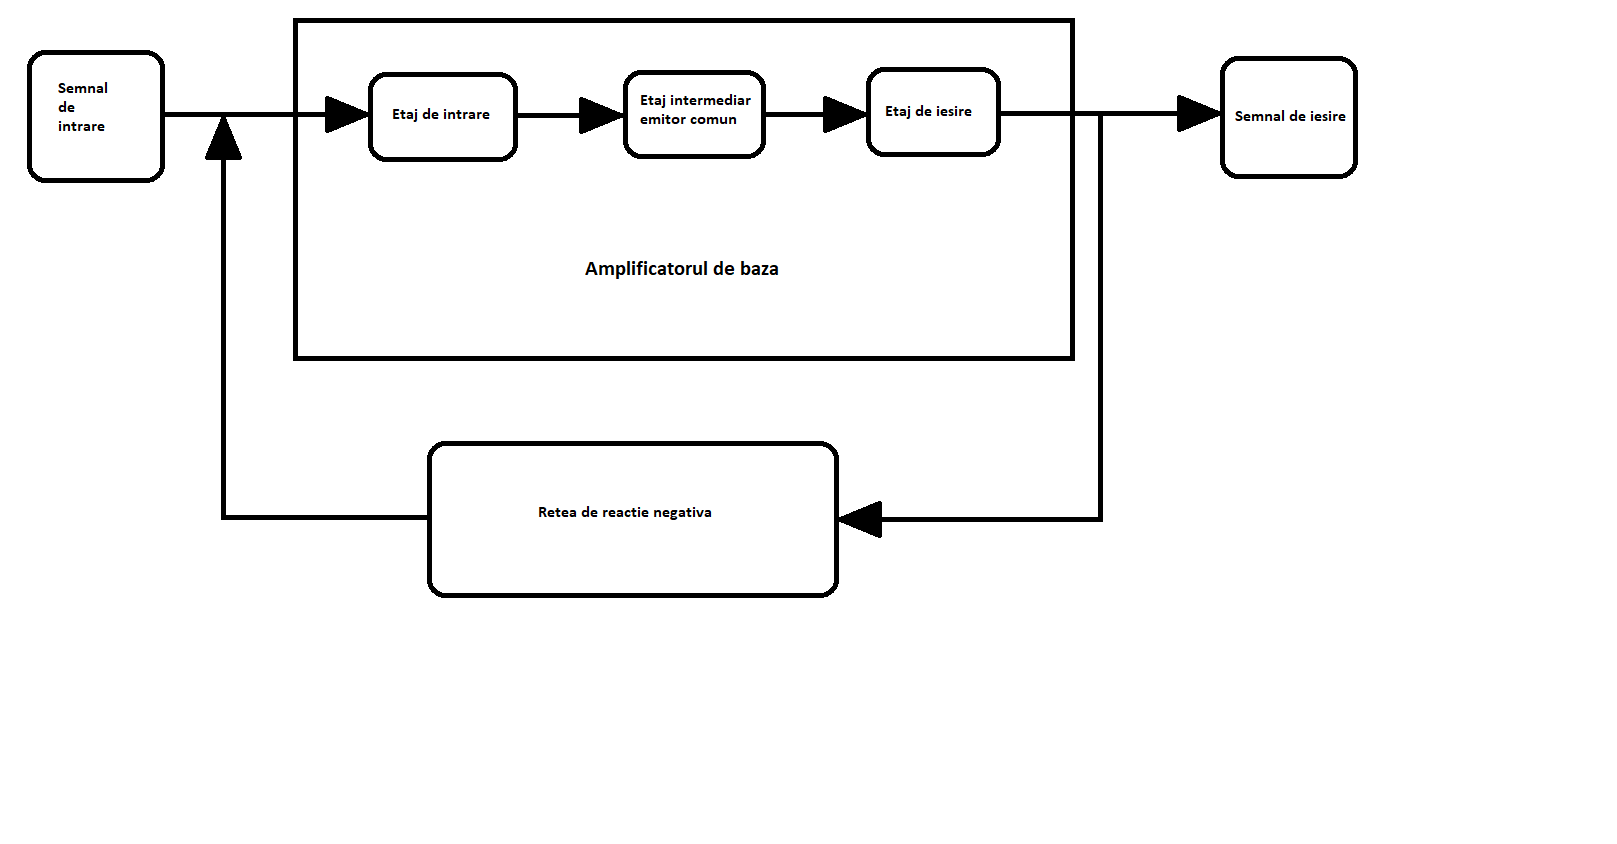 Semnal
de
intrare
Etaj de intrare
Etaj intermediar
emitor comun
Etaj de iesire
Semnal de iesire
Amplificatorul de baza
Retea de reactie negativa